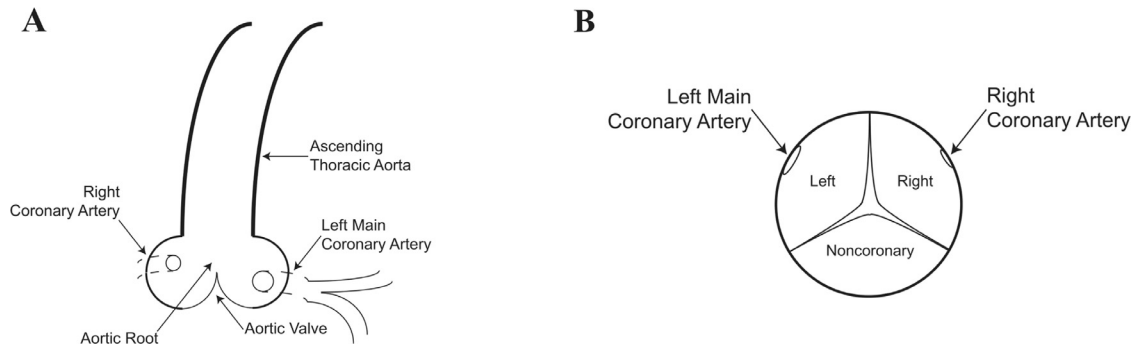 A
Ascending
Thoracic Aorta
Right
Coronary Artery
Left Main
Coronary Artery
Aortic Valve
Aortic Root
B
Left Main
Coronary Artery
Right
Coronary Artery
Left
Right
Noncoronary